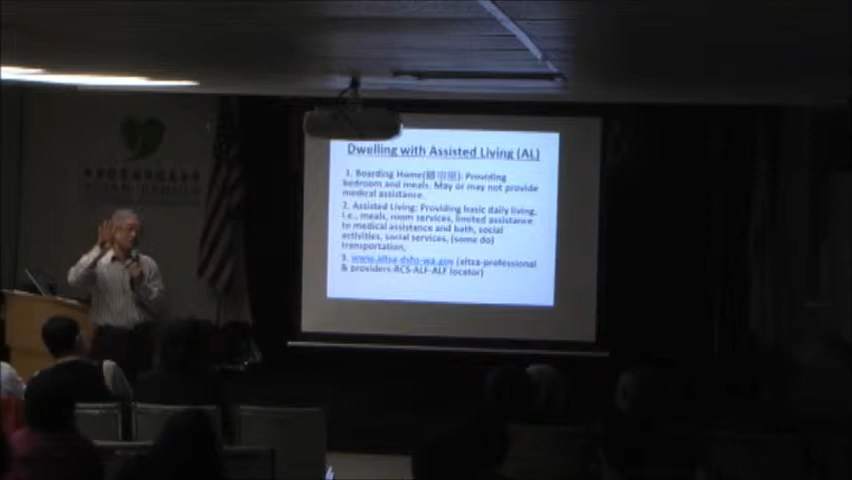 Dwelling with Assisted Living (AL)
1. Boarding Home( ): Providing
bedroom and meals. May or may not provide
medical assistance.
2. Assisted Living: Providing basic daily living,
i.e., meals, room services, limited assistance
to medical assistance and bath, social
activities, social services, (some do)
transportation,
3. www.altsa-dshs-wa.gov (altsa-professional
& providers-RCS-ALF-ALF locator)